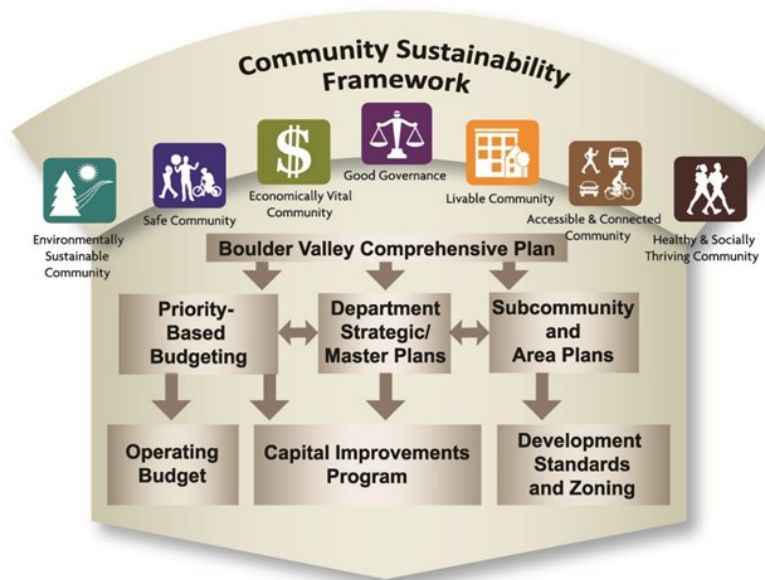 Community Sustainability
Framework
$
Environmentally
Sustainable
Community
Safe Community
Economically Vital
Community
Good Governance
Livable Community
Accessible & Connected
Community
Healthy & Socially
Thriving Community
Boulder Valley Comprehensive Plan
Priority-
Based
Budgeting
Department
Strategic/
Master Plans
Subcommunity
and
Area Plans
Operating
Budget
Capital Improvements
Program
Development
Standards
and Zoning